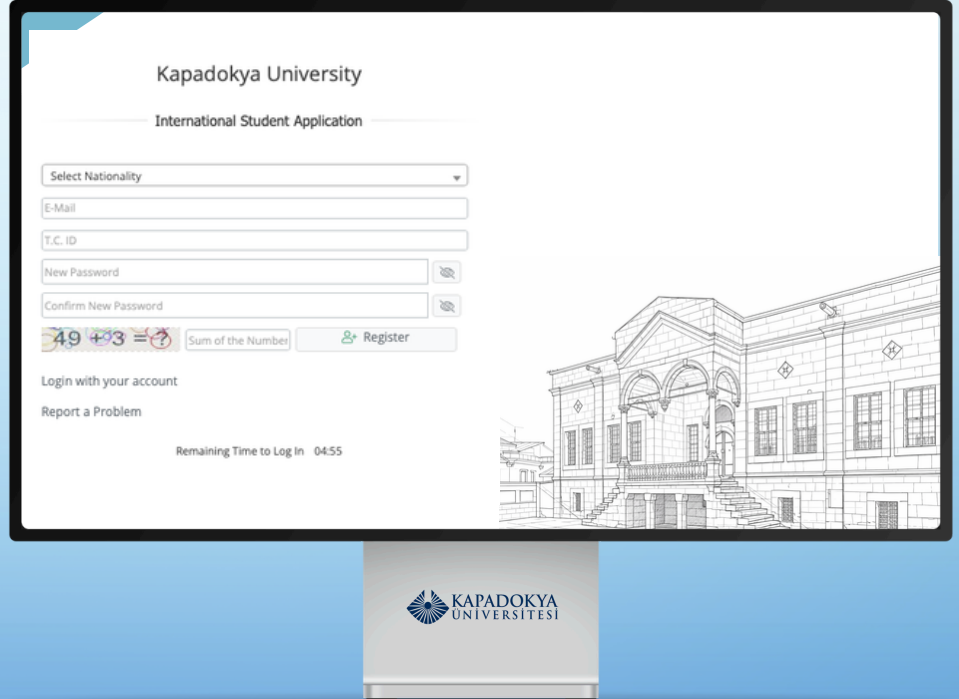 Kapadokya University
International Student Application
Select Nationality
E-Mail
T.C. ID
New Password
Confirm New Password
49 + 3 = ? Sum of the Number Register
Login with your account
Report a Problem
Remaining Time to Log In 04:55
KAPADOKYA
ÜNİVERSİTESİ